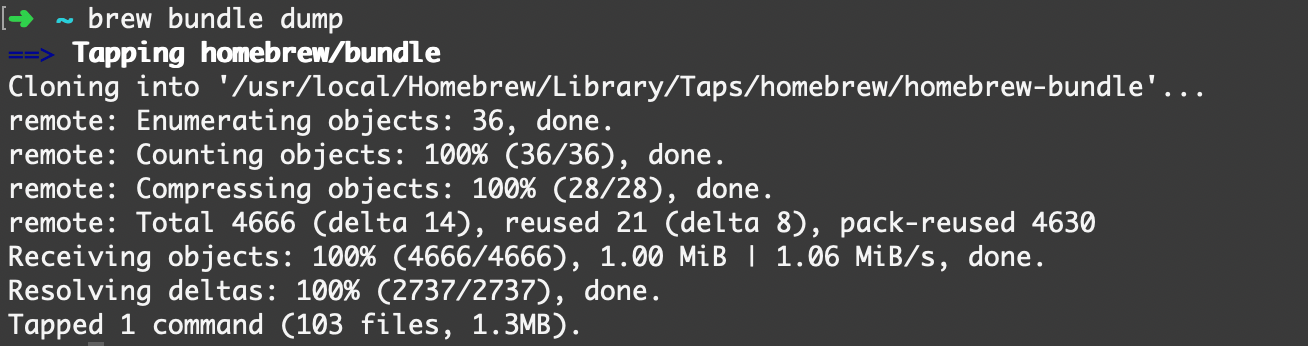 ➜ ~ brew bundle dump
==> Tapping homebrew/bundle
Cloning into '/usr/local/Homebrew/Library/Taps/homebrew/homebrew-bundle'...
remote: Enumerating objects: 36, done.
remote: Counting objects: 100% (36/36), done.
remote: Compressing objects: 100% (28/28), done.
remote: Total 4666 (delta 14), reused 21 (delta 8), pack-reused 4630
Receiving objects: 100% (4666/4666), 1.00 MiB | 1.06 MiB/s, done.
Resolving deltas: 100% (2737/2737), done.
Tapped 1 command (103 files, 1.3MB).